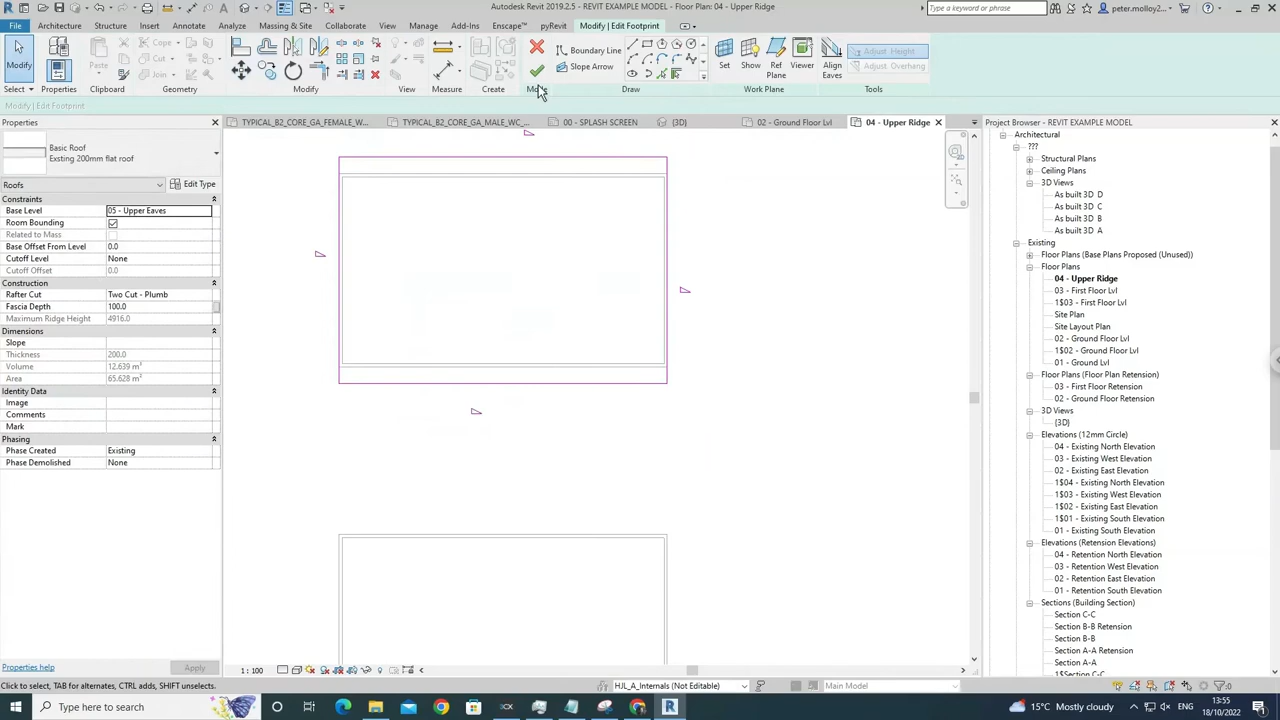 Autodesk Revit 2019.2.5 - Floor Plan: 04 - Upper Ridge
Type a keyword or phrase
peter.molloy2...
File
Architecture
Structure
Insert
Annotate
Analyze
Massing & Site
Collaborate
View
Manage
Add-Ins
Enscape™
myRevit
Modify | Edit Footprint
Modify
Cope
Boundary Line
Slope Arrow
Set
Show
Ref
Plane
Viewer
Align
Eaves
Adjust Height
Adjust Overhang
Select
Properties
Clipboard
Geometry
Modify
View
Measure
Create
Mode
Draw
Work Plane
Tools
Modify | Edit Footprint
Properties
TYPICAL_B2_CORE_GA_FEMALE_W...
TYPICAL_B2_CORE_GA_MALE_WC_...
00 - SPLASH SCREEN
{3D}
02 - Ground Floor Lvl
04 - Upper Ridge
Project Browser - REVIT EXAMPLE MODEL
Basic Roof
Exsting 200mm flat roof
Roofs
Edit Type
Constraints
Base Level 05 - Upper Eaves
Room Bounding
Related to Mass
Base Offset From Level 0.0
Cutoff Level None
Cutoff Offset 0.0
Construction
Rafter Cut Two Cut - Plumb
Fascia Depth 100.0
Maximum Ridge Height 4916.0
Dimensions
Slope
Thickness 200.0
Volume 12.639 m³
Area 65.628 m²
Identity Data
Image
Comments
Mark
Phasing
Phase Created Existing
Phase Demolished None
Properties help
Apply
Architectural
???
Structural Plans
Ceiling Plans
3D Views
As built 3D D
As built 3D C
As built 3D B
As built 3D A
Existing
Floor Plans (Base Plans Proposed (Unused))
Floor Plans
04 - Upper Ridge
03 - First Floor Lvl
1$03 - First Floor Lvl
Site Plan
Site Layout Plan
02 - Ground Floor Lvl
1$02 - Ground Floor Lvl
01 - Ground Lvl
Floor Plans (Floor Plan Retension)
03 - First Floor Retension
02 - Ground Floor Retension
3D Views
{3D}
Elevations (12mm Circle)
04 - Existing North Elevation
03 - Existing West Elevation
02 - Existing East Elevation
1$04 - Existing North Elevation
1$03 - Existing West Elevation
1$02 - Existing East Elevation
1$01 - Existing South Elevation
01 - Existing South Elevation
Elevations (Retension Elevations)
04 - Retension North Elevation
03 - Retension West Elevation
02 - Retension East Elevation
01 - Retension South Elevation
Sections (Building Section)
Section C-C
Section B-B Retension
Section B-B
Section A-A Retension
Section A-A
1 : 100
Click to select, TAB for alternates, CTRL adds, SHIFT unselects.
HJL_A_Internals (Not Editable)
Main Model
:0
Type here to search
15°C Mostly cloudy
13:55
18/10/2022